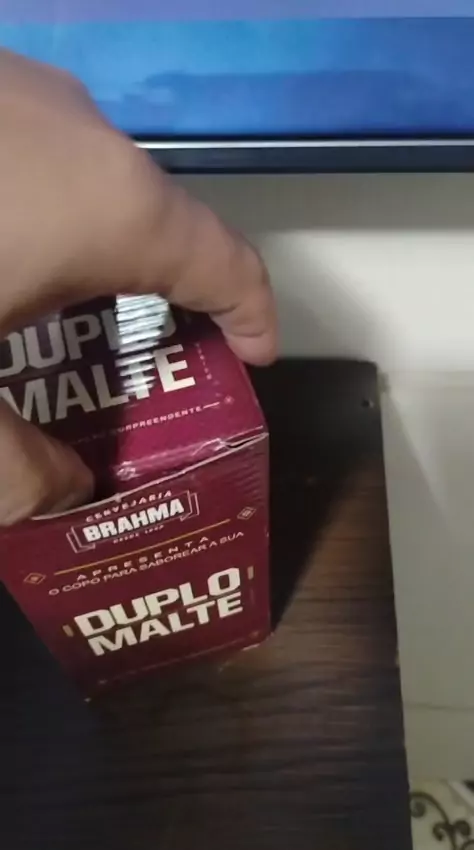 DUPLO
MALTE
SURPREENDENTE
CERVEJARIA
BRAHMA
DESDE 1888
APRESENTA
O COPO PARA SABOREAR A SUA
DUPLO
MALTE